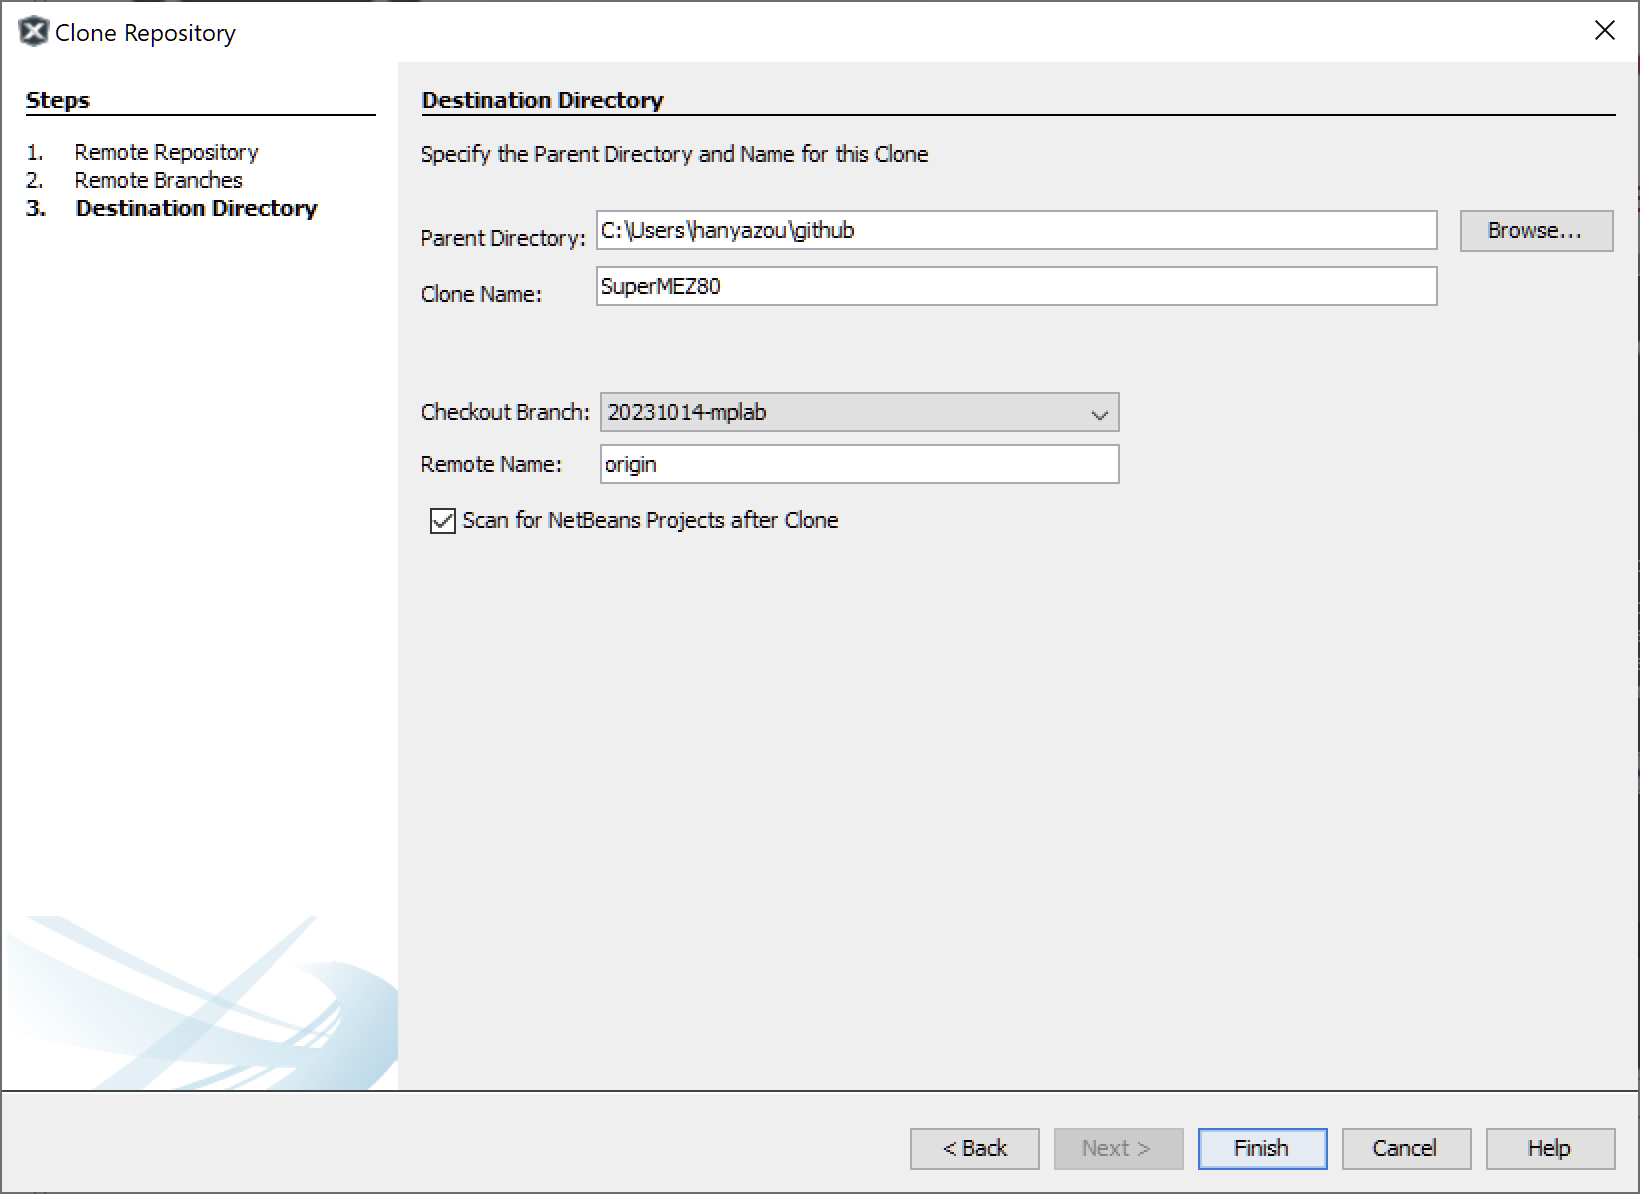 Clone Repository
Steps
1. Remote Repository
2. Remote Branches
3. Destination Directory
Destination Directory
Specify the Parent Directory and Name for this Clone
Parent Directory: C:\Users\hanyazou\github Browse...
Clone Name: SuperMEZ80
Checkout Branch: 20231014-mplab
Remote Name: origin
Scan for NetBeans Projects after Clone
< Back Next > Finish Cancel Help